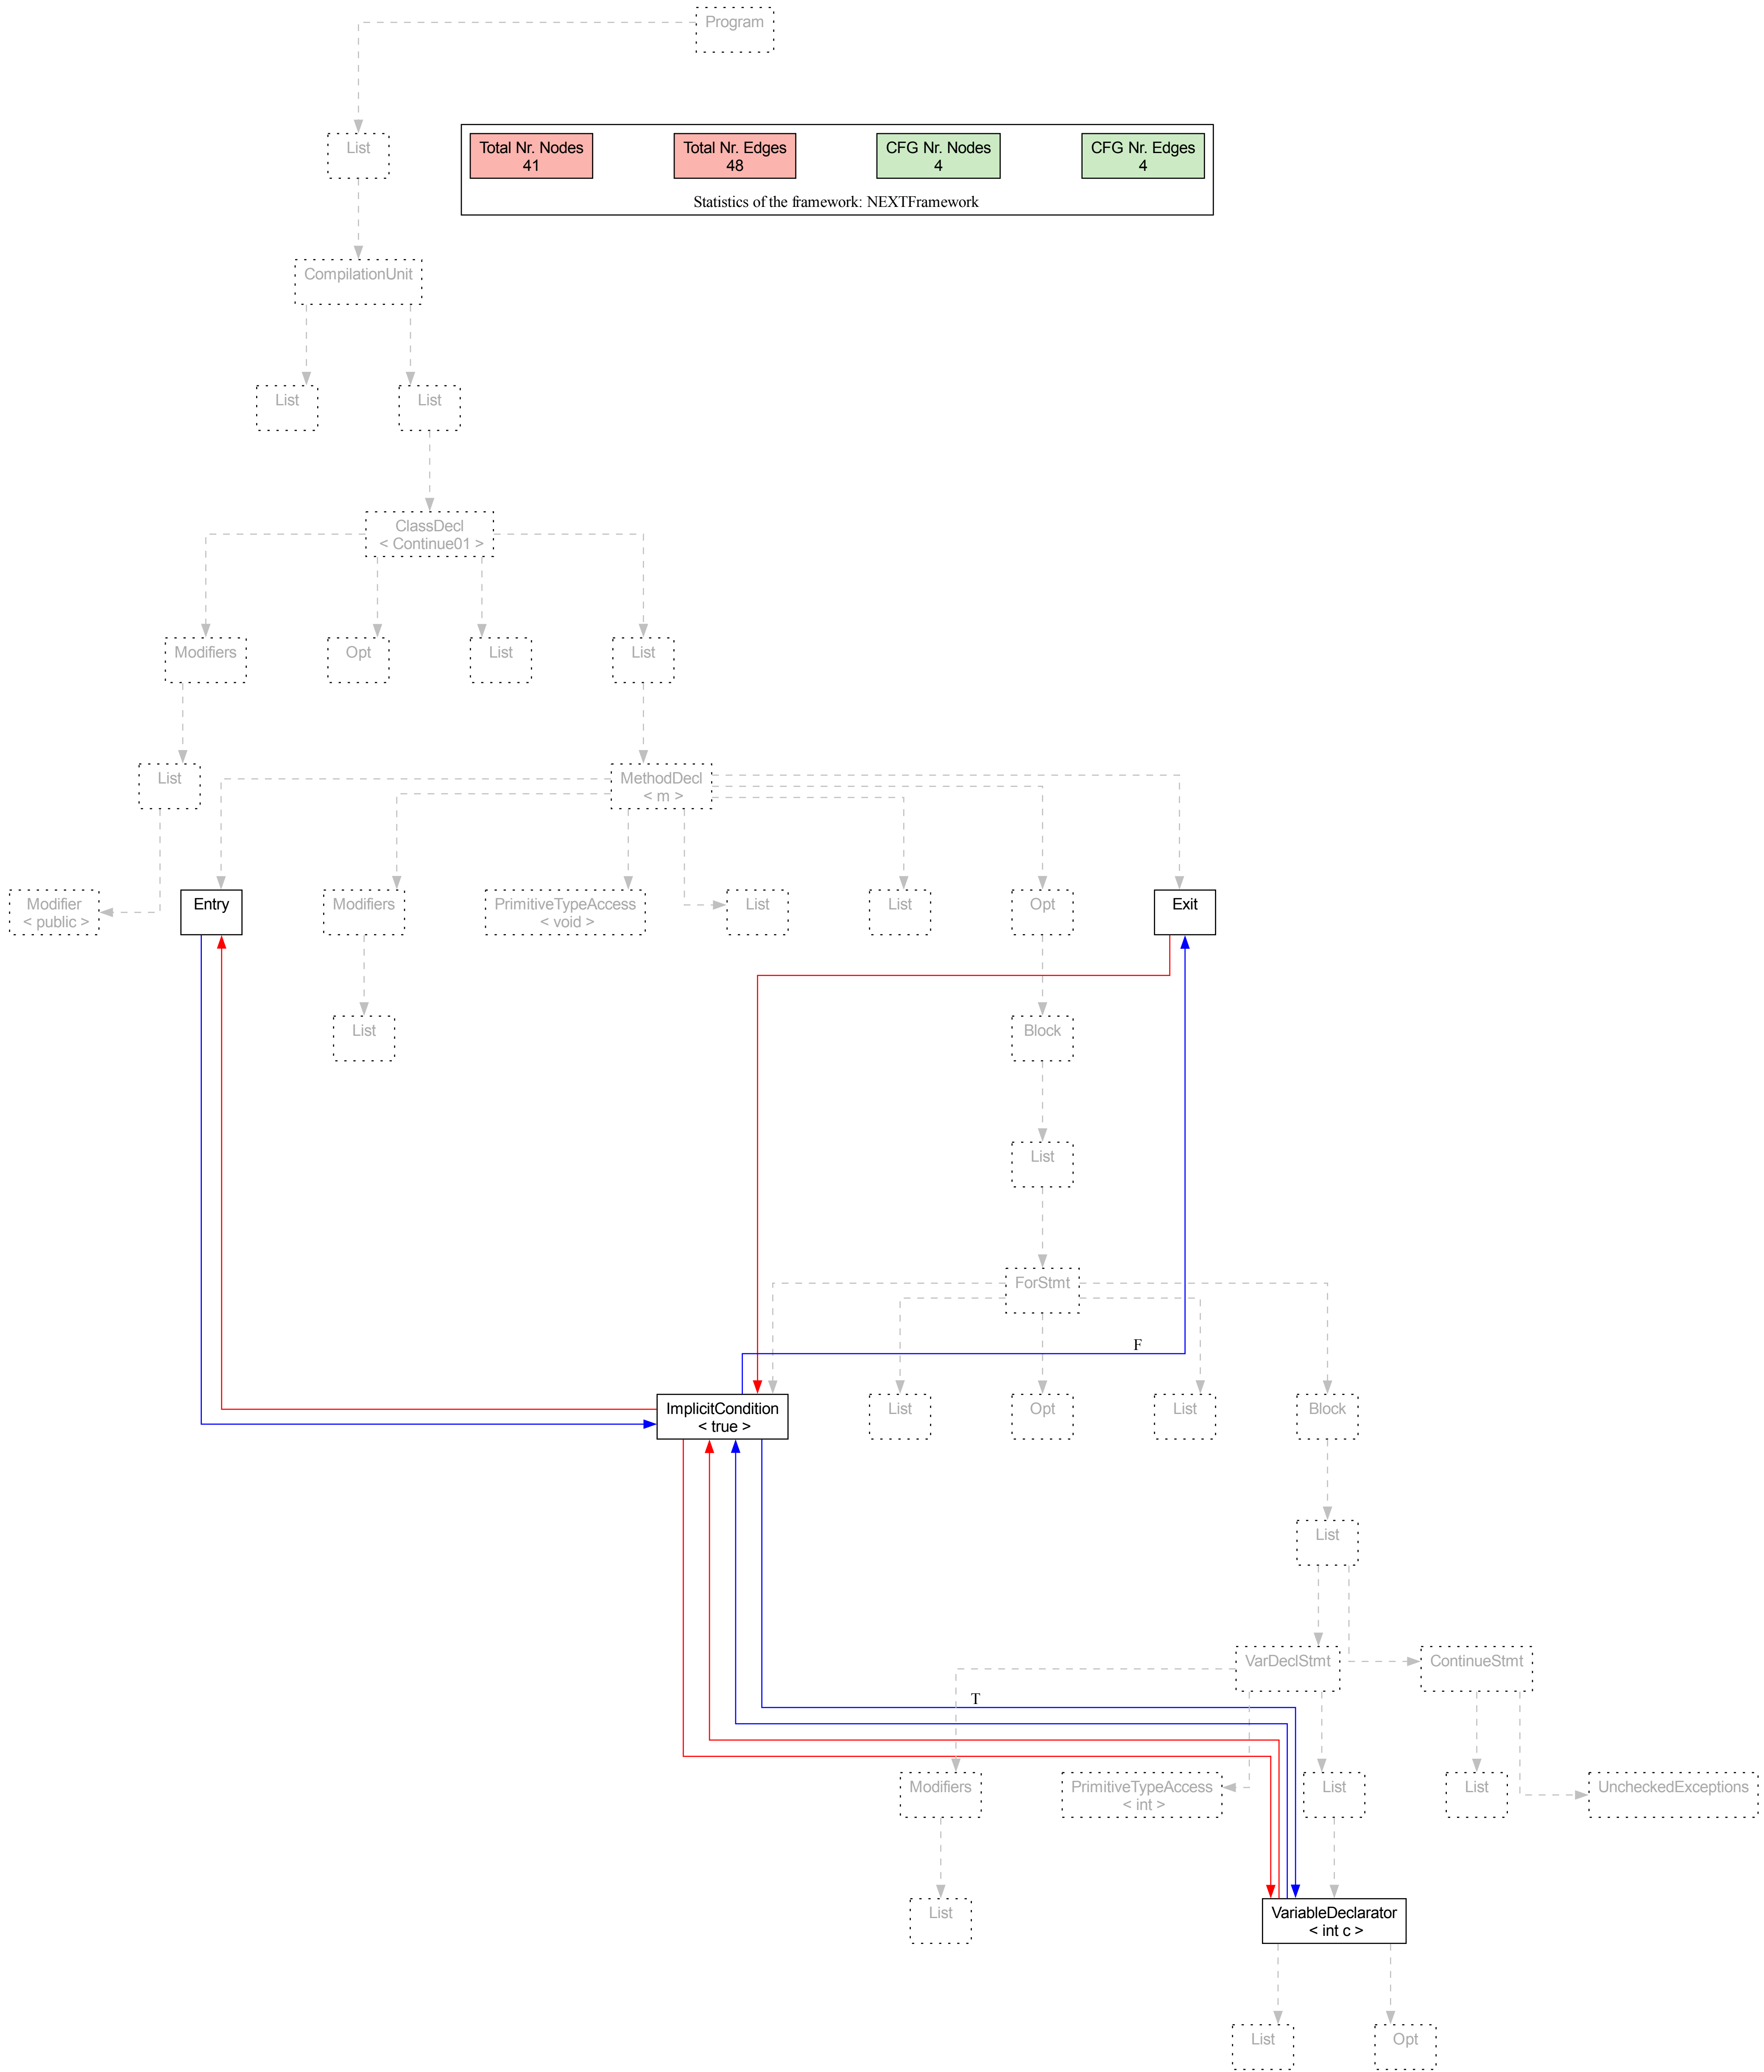 Program
List
Total Nr. Nodes
41
Total Nr. Edges
48
CFG Nr. Nodes
4
CFG Nr. Edges
4
Statistics of the framework: NEXTFramework
CompilationUnit
List
List
ClassDecl
< Continue01 >
Modifiers
Opt
List
List
List
MethodDecl
< m >
Modifier
< public >
Entry
Modifiers
PrimitiveTypeAccess
< void >
List
List
Opt
Exit
List
Block
List
ForStmt
F
ImplicitCondition
< true >
List
Opt
List
Block
List
VarDeclStmt
ContinueStmt
T
Modifiers
PrimitiveTypeAccess
< int >
List
List
UncheckedExceptions
List
VariableDeclarator
< int c >
List
Opt